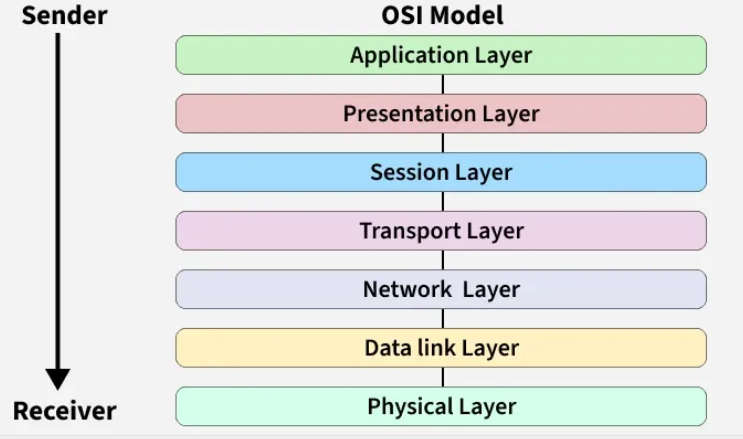 Sender
OSI Model
Application Layer
Presentation Layer
Session Layer
Transport Layer
Network  Layer
Data link Layer
Physical Layer
Receiver